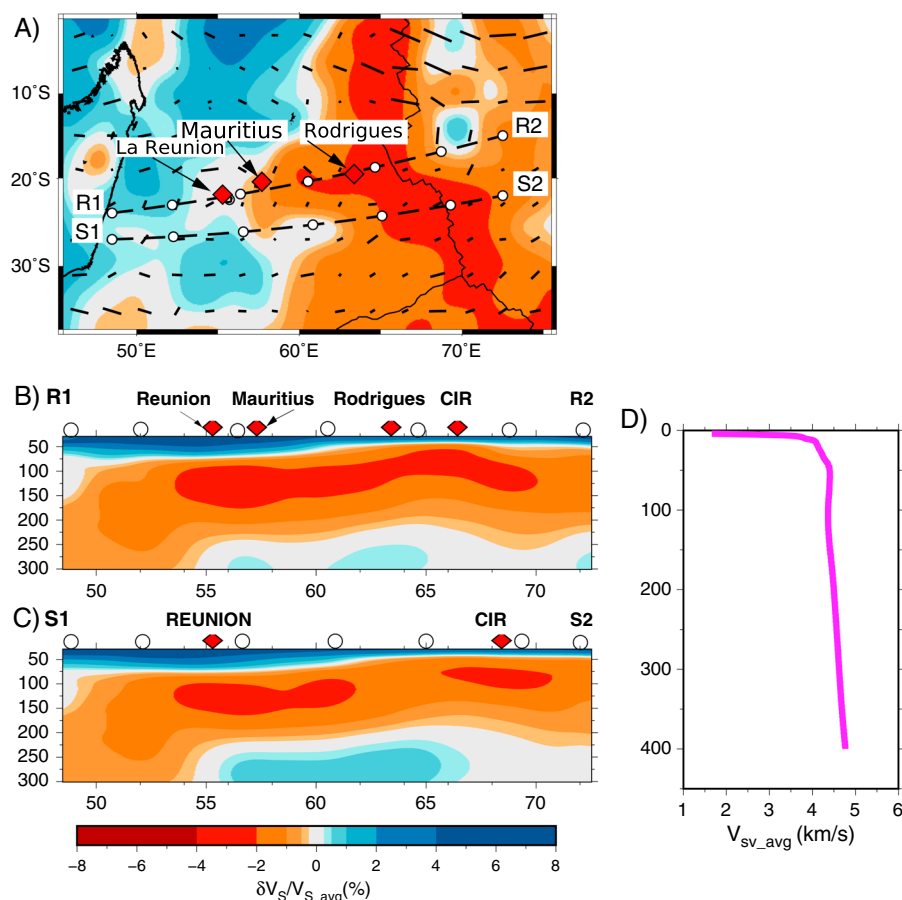 A)
10°S
20°S
30°S
La Reunion
Mauritius
Rodrigues
R1
S1
R2
S2
50°E 60°E 70°E
B) R1 Reunion Mauritius Rodrigues CIR R2
50
100
150
200
250
300
50 55 60 65 70
C) S1 REUNION CIR S2
50
100
150
200
250
300
50 55 60 65 70
−8 −6 −4 −2 0 2 4 6 8
δVS/VS_avg(%)
D)
0
100
200
300
400
1 2 3 4 5 6
Vsv_avg (km/s)